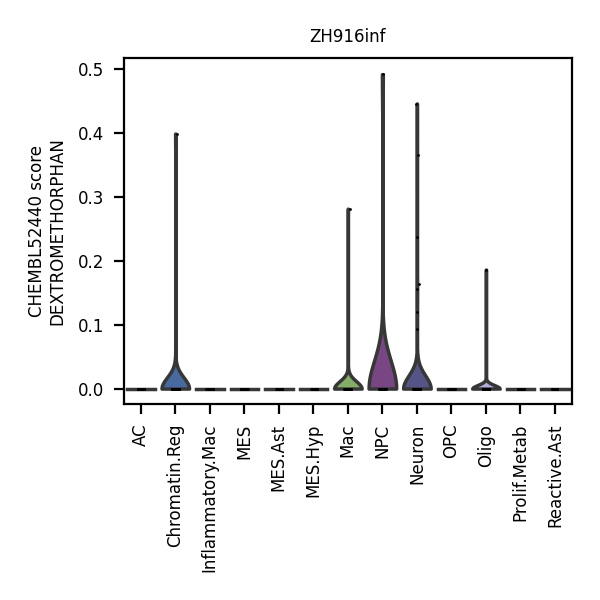 ZH916inf
CHEMBL52440 score
DEXTROMETHORPHAN
0.5
0.4
0.3
0.2
0.1
0.0
AC
Chromatin.Reg
Inflammatory.Mac
MES
MES.Ast
MES.Hyp
Mac
NPC
Neuron
OPC
Oligo
Prolif.Metab
Reactive.Ast